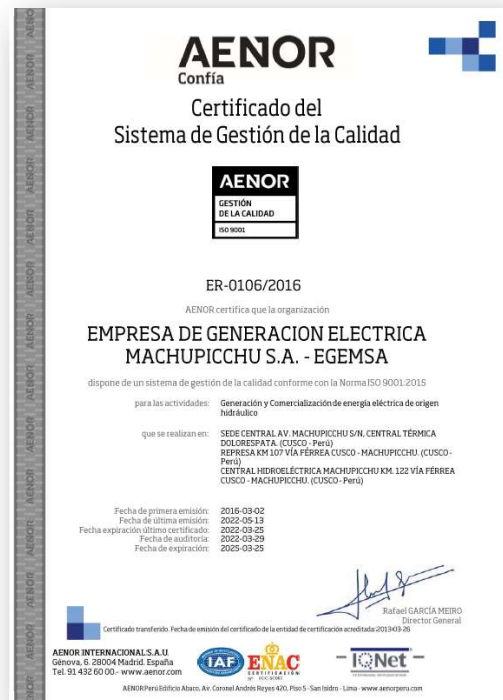 AENOR
Confía
Certificado del
Sistema de Gestión de la Calidad
AENOR
GESTIÓN
DE LA CALIDAD
ISO 9001
ER-0106/2016
AENOR certifica que la organización
EMPRESA DE GENERACION ELECTRICA
MACHUPICCHU S.A. - EGEMSA
dispone de un sistema de gestión de la calidad conforme con la Norma ISO 9001:2015
para las actividades: Generación y Comercialización de energía eléctrica de origen
hidráulico
que se realizan en: SEDE CENTRAL AV. MACHUPICCHU S/N, CENTRAL TÉRMICA
DOLORESPATA. (CUSCO - Perú)
REPRESA KM 107 VÍA FÉRREA CUSCO - MACHUPICCHU. (CUSCO -
Perú)
CENTRAL HIDROELÉCTRICA MACHUPICCHU KM. 122 VÍA FÉRREA
CUSCO - MACHUPICCHU. (CUSCO - Perú)
Fecha de primera emisión: 2016-03-02
Fecha de última emisión: 2022-05-13
Fecha expiración último certificado: 2022-03-25
Fecha de auditoría: 2022-03-29
Fecha de expiración: 2025-03-25
Rafael GARCÍA MEIRO
Director General
Certificado transferido. Fecha de emisión del certificado de la entidad de certificación acreditada: 2013-03-26
AENOR INTERNACIONAL S.A.U.
Génova, 6. 28004 Madrid. España
Tel. 91 432 60 00.- www.aenor.com
IAF
ENAC
CERTIFICACIÓN
IQNet
AENOR Perú Edificio Abaco, Av. Coronel Andrés Reyes 420, Piso 5 - San Isidro - Lima - www.aenorperu.com